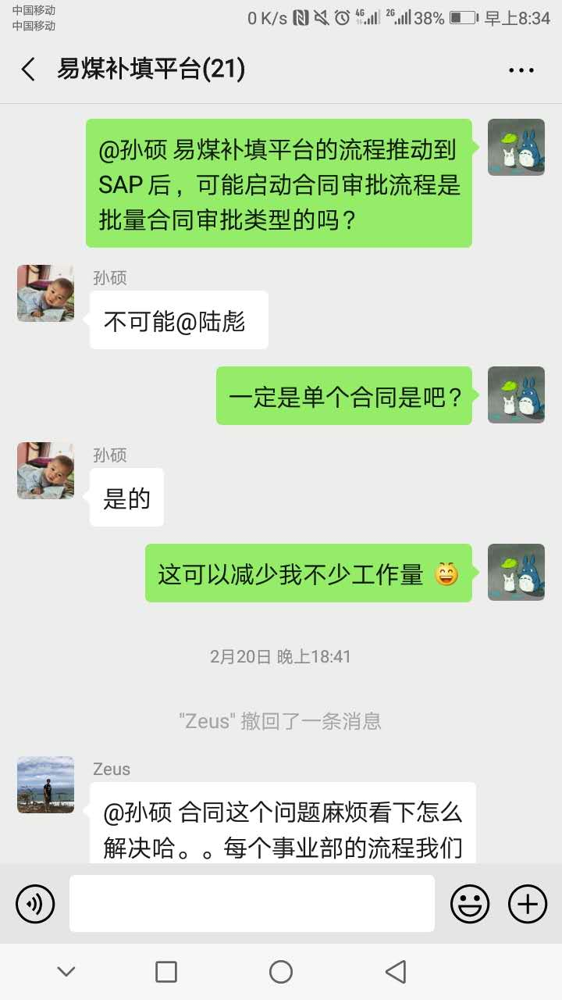 中国移动
中国移动
0 K/s 4G 2G 38% 早上8:34
易煤补填平台(21)
@孙硕 易煤补填平台的流程推动到
SAP后，可能启动合同审批流程是
批量合同审批类型的吗？
孙硕
不可能@陆彪
一定是单个合同是吧？
孙硕
是的
这可以减少我不少工作量
2月20日 晚上18:41
"Zeus" 撤回了一条消息
Zeus
@孙硕 合同这个问题麻烦看下怎么
解决哈。。每个事业部的流程我们